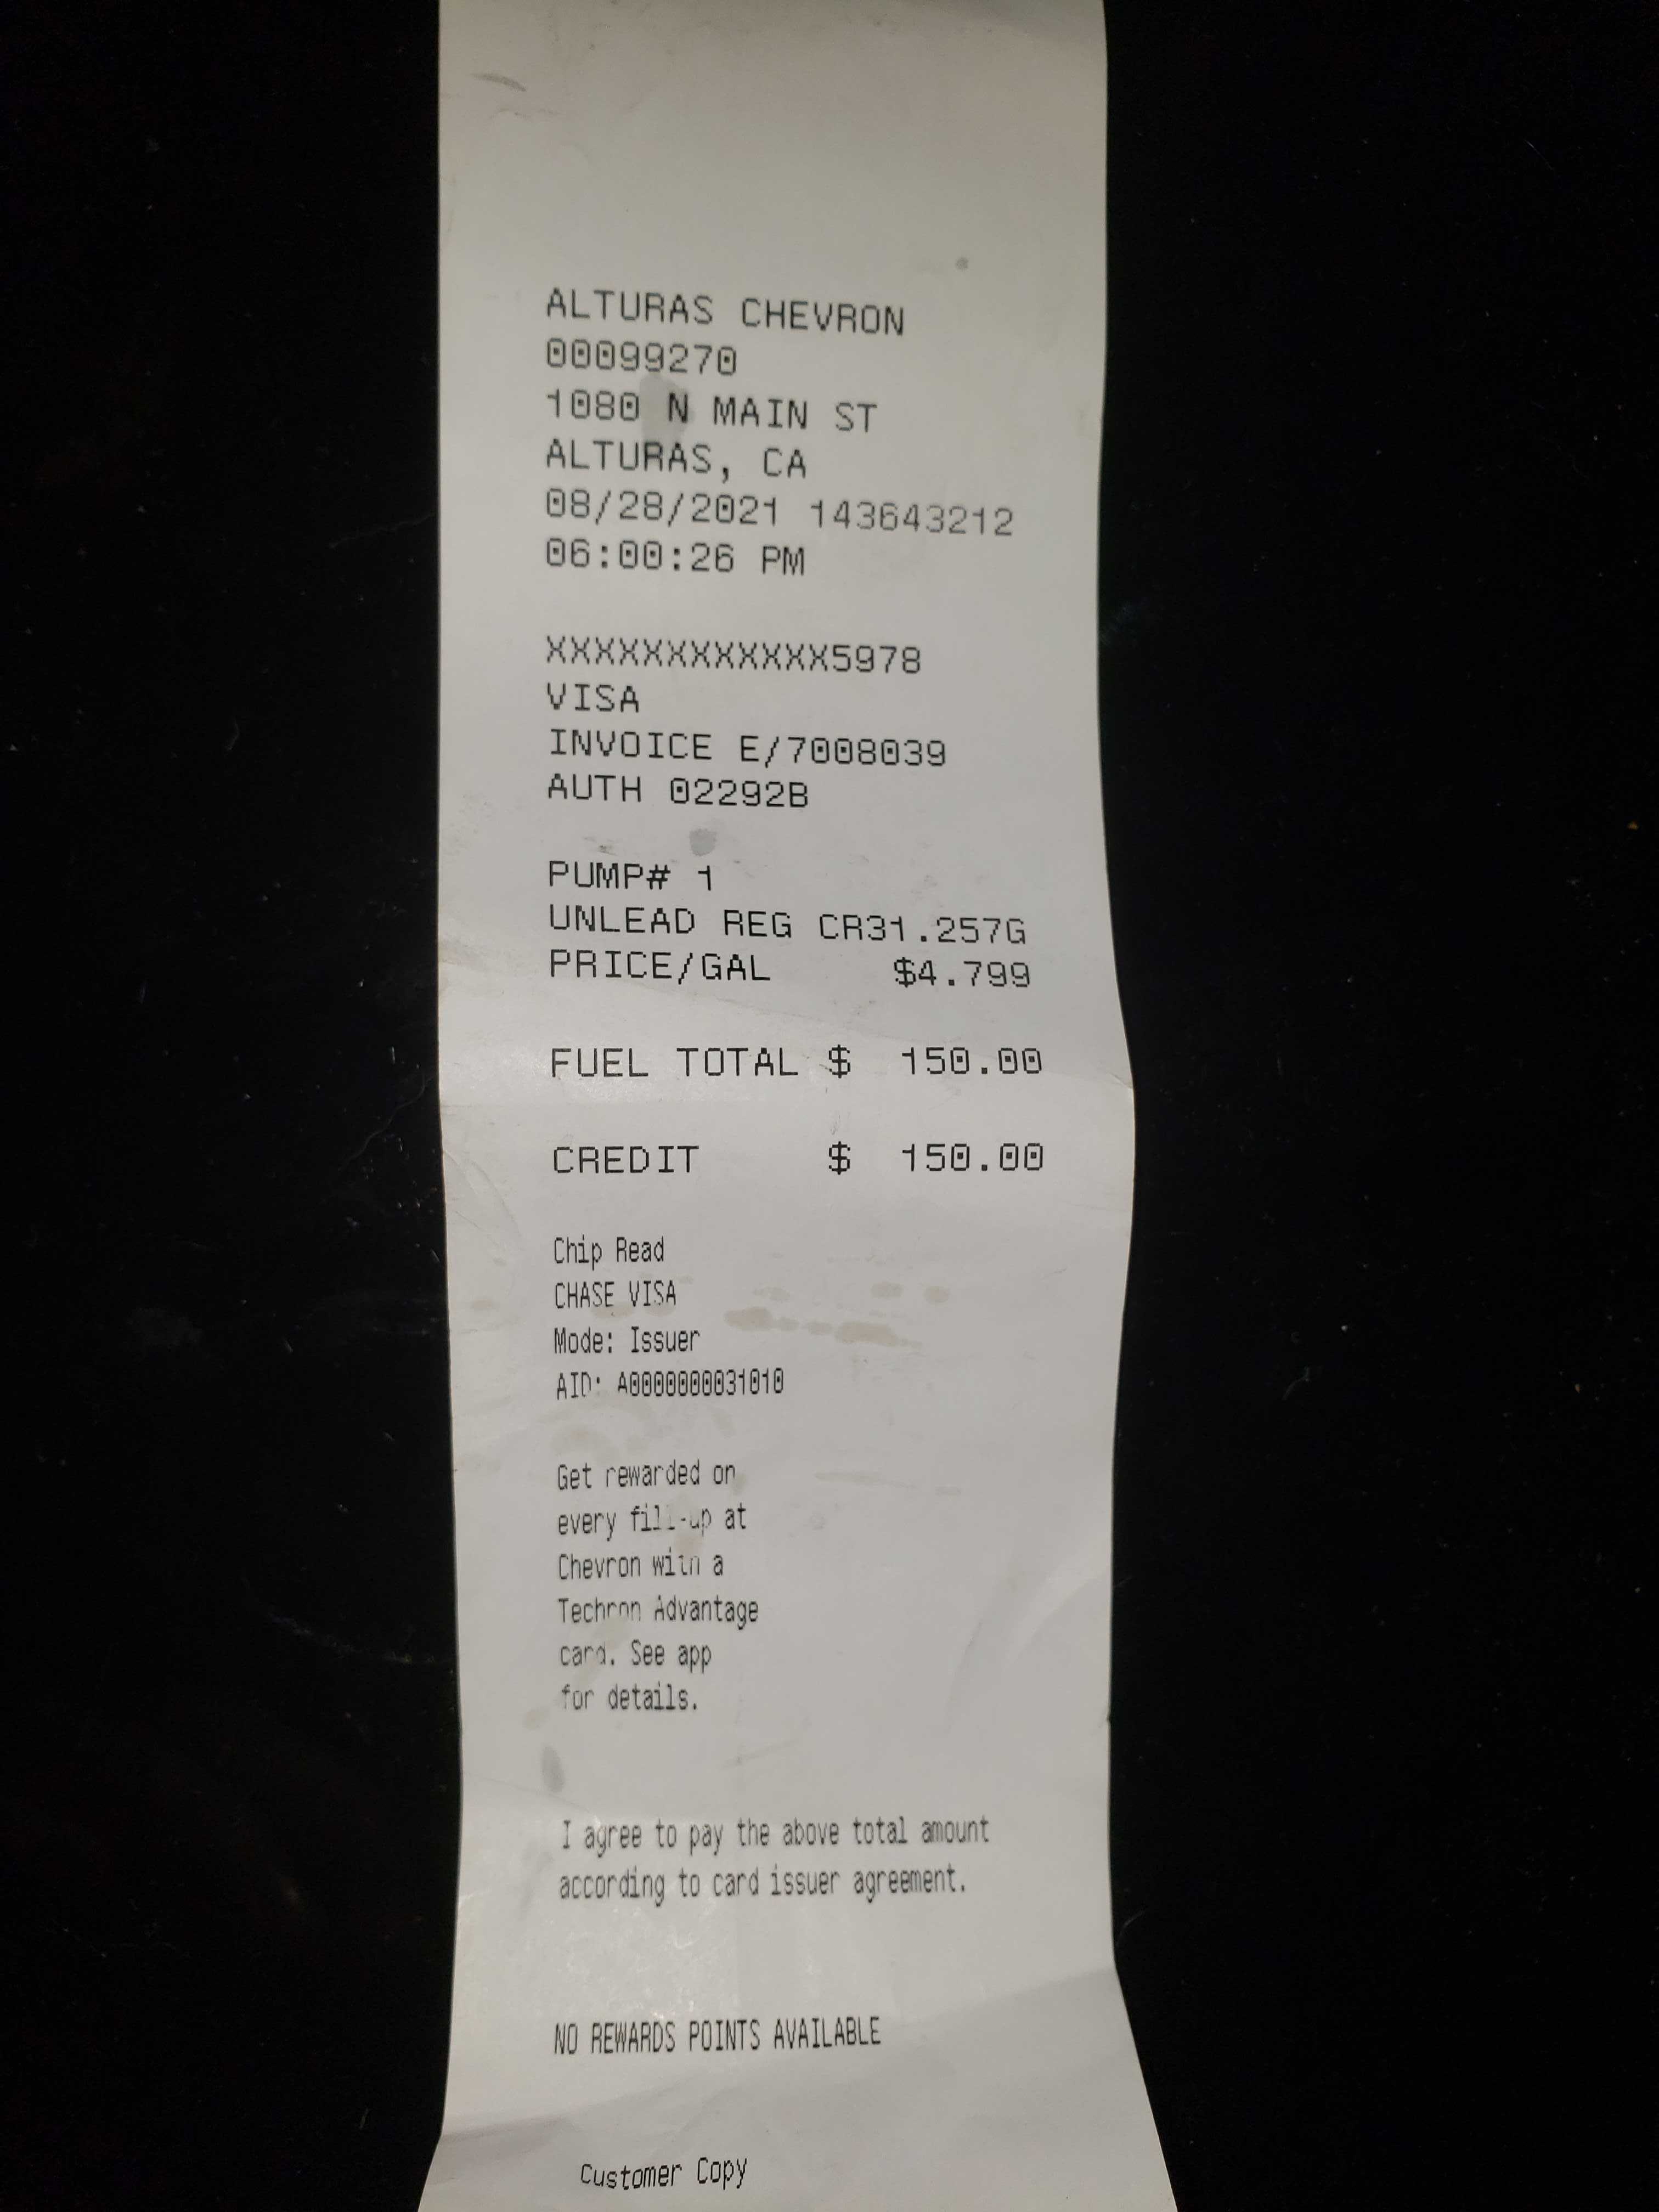 ALTURAS CHEVRON
00099270
1080 N MAIN ST
ALTURAS, CA
08/28/2021 143643212
06:00:26 PM
XXXXXXXXXXXX5978
VISA
INVOICE E/7008039
AUTH 02292B
PUMP# 1
UNLEAD REG CR31.257G
PRICE/GAL $4.799
FUEL TOTAL $ 150.00
CREDIT $ 150.00
Chip Read
CHASE VISA
Mode: Issuer
AID: A0000000031010
Get rewarded on
every fill-up at
Chevron with a
Techron Advantage
card. See app
for details.
I agree to pay the above total amount
according to card issuer agreement.
NO REWARDS POINTS AVAILABLE
Customer Copy